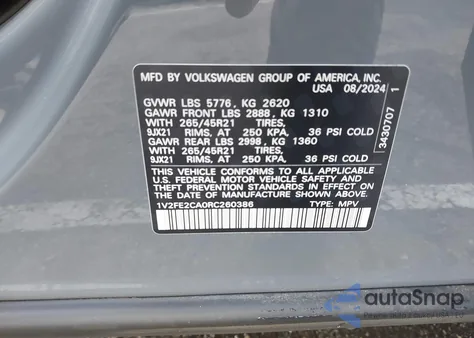 MFD BY VOLKSWAGEN GROUP OF AMERICA, INC.
USA 08/2024
GVWR LBS 5776, KG 2620
GAWR FRONT LBS 2888, KG 1310
WITH 265/45R21 TIRES,
9JX21 RIMS, AT 250 KPA, 36 PSI COLD
GAWR REAR LBS 2998, KG 1360
WITH 265/45R21 TIRES,
9JX21 RIMS, AT 250 KPA, 36 PSI COLD
THIS VEHICLE CONFORMS TO ALL APPLICABLE
U.S. FEDERAL MOTOR VEHICLE SAFETY AND
THEFT PREVENTION STANDARDS IN EFFECT ON
THE DATE OF MANUFACTURE SHOWN ABOVE.
1V2FE2CA0RC260386 TYPE: MPV
3430707 1
autoSnap